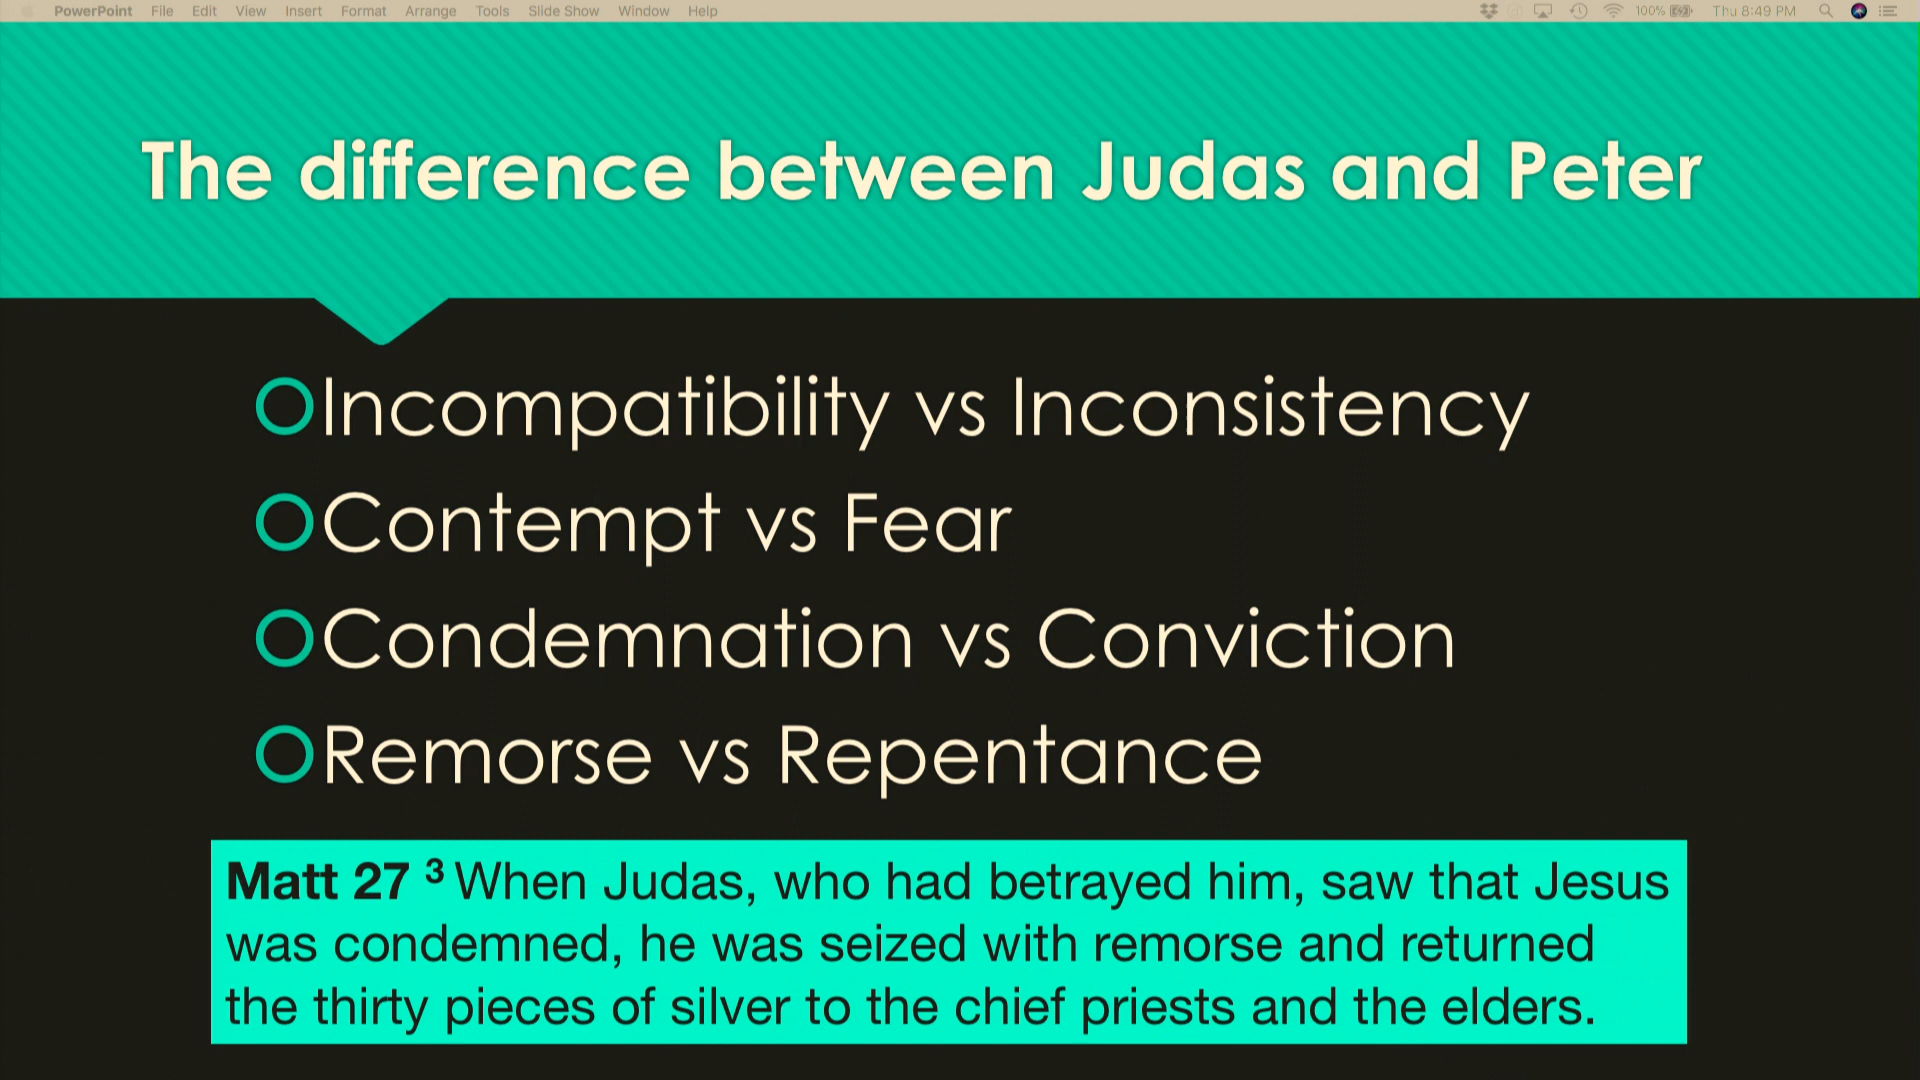 PowerPoint File Edit View Insert Format Arrange Tools Slide Show Window Help 100% Thu 8:49 PM
The difference between Judas and Peter
Incompatibility vs Inconsistency
Contempt vs Fear
Condemnation vs Conviction
Remorse vs Repentance
Matt 27 ³ When Judas, who had betrayed him, saw that Jesus
was condemned, he was seized with remorse and returned
the thirty pieces of silver to the chief priests and the elders.